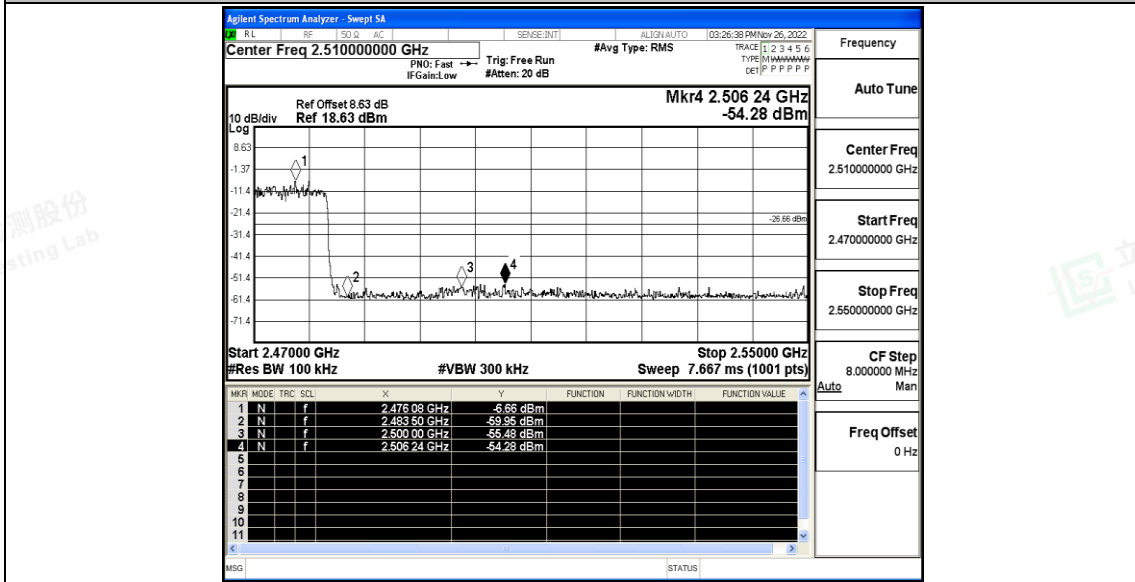 Agilent Spectrum Analyzer - Swept SA
LXI RL RF 50 Ω AC SENSE:INT ALIGNAUTO 03:26:38 PM Nov 26, 2022
Center Freq 2.510000000 GHz
PNO: Fast
IFGain:Low
Trig: Free Run
#Atten: 20 dB
#Avg Type: RMS
TRACE 1 2 3 4 5 6
TYPE M WWWWW
DET P P P P P P
Ref Offset 8.63 dB
10 dB/div Ref 18.63 dBm
Log
Mkr4 2.506 24 GHz
-54.28 dBm
8.63
-1.37
-11.4
-21.4
-31.4
-41.4
-51.4
-61.4
-71.4
1
2
3
4
-26.66 dBm
Start 2.47000 GHz Stop 2.55000 GHz
#Res BW 100 kHz #VBW 300 kHz Sweep 7.667 ms (1001 pts)
MKR MODE TRC SCL X Y FUNCTION FUNCTION WIDTH FUNCTION VALUE
1 N f 2.476 08 GHz -6.66 dBm
2 N f 2.483 50 GHz -59.95 dBm
3 N f 2.500 00 GHz -55.48 dBm
4 N f 2.506 24 GHz -54.28 dBm
5
6
7
8
9
10
11
MSG STATUS
Frequency
Auto Tune
Center Freq
2.510000000 GHz
Start Freq
2.470000000 GHz
Stop Freq
2.550000000 GHz
CF Step
8.000000 MHz
Auto Man
Freq Offset
0 Hz
测股份
sting Lab
立